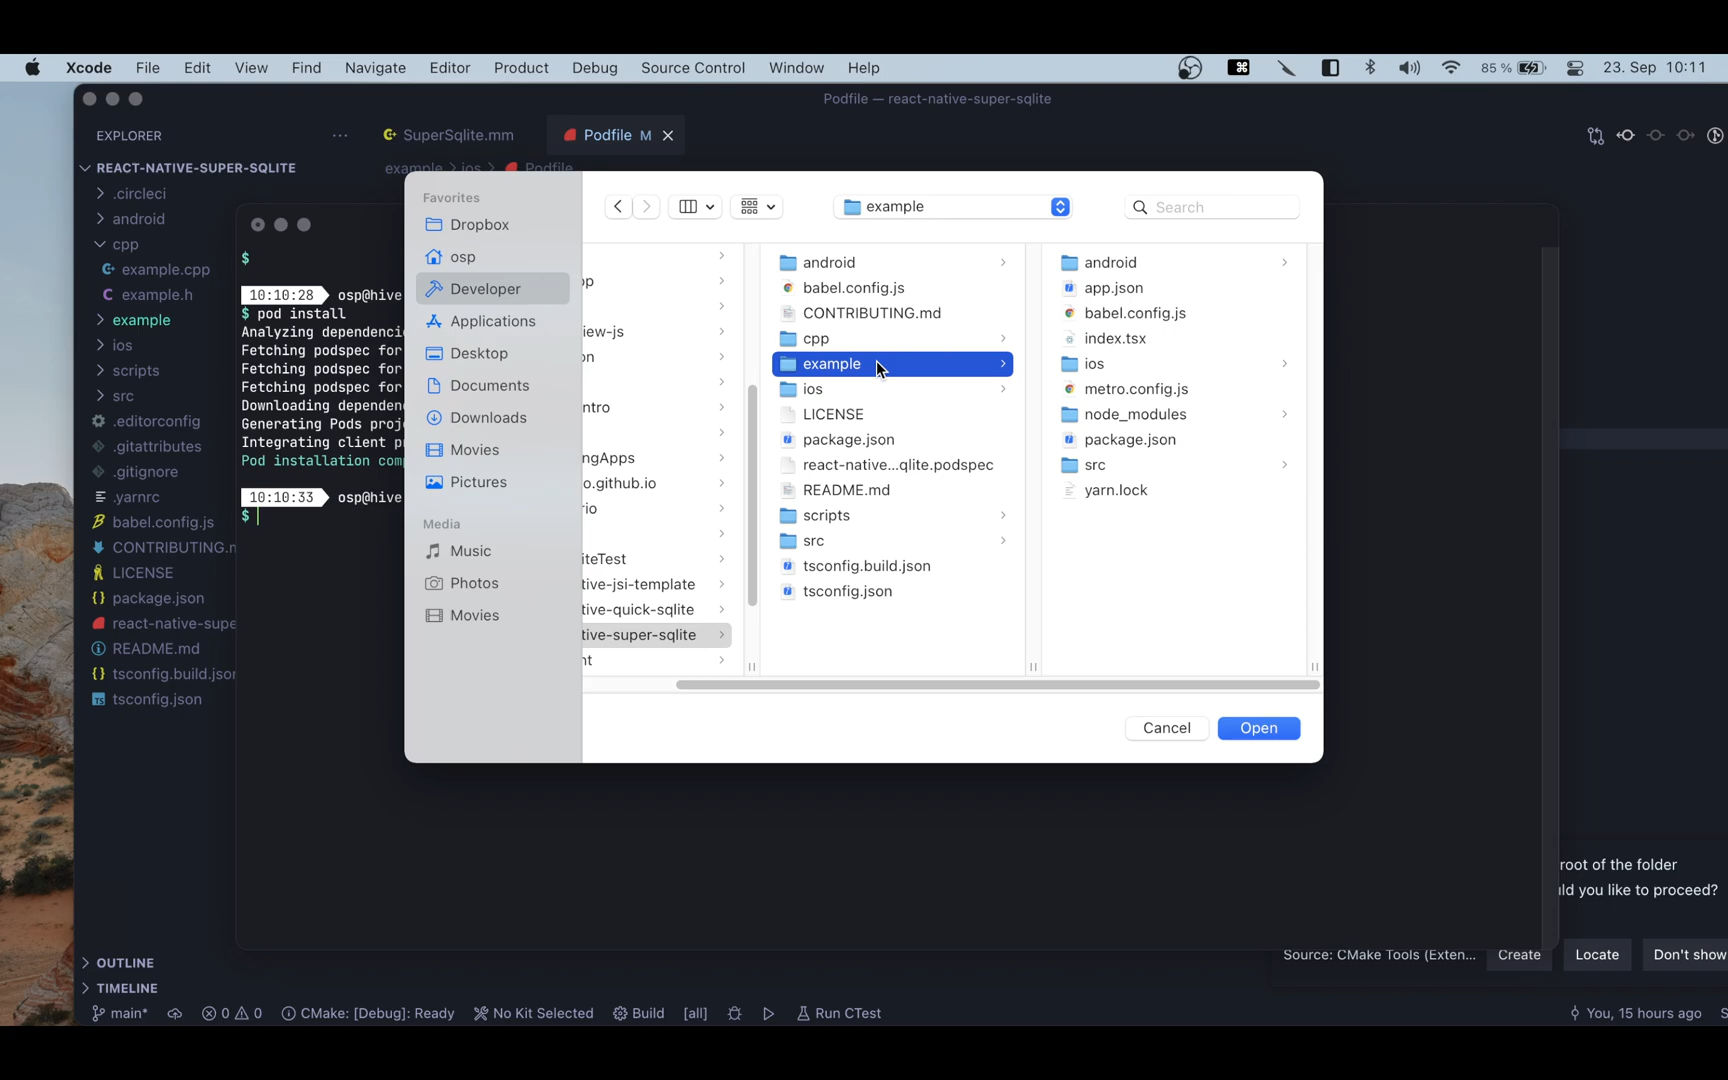 Xcode File Edit View Find Navigate Editor Product Debug Source Control Window Help 85 % 23. Sep 10:11
Podfile — react-native-super-sqlite
EXPLORER
SuperSqlite.mm
Podfile M
REACT-NATIVE-SUPER-SQLITE
example > ios > Podfile
.circleci
android
cpp
example.cpp
example.h
example
ios
scripts
src
.editorconfig
.gitattributes
.gitignore
.yarnrc
babel.config.js
CONTRIBUTING.m
LICENSE
package.json
react-native-supe
README.md
tsconfig.build.json
tsconfig.json
OUTLINE
TIMELINE
$
10:10:28 osp@hive
$ pod install
Analyzing dependenci
Fetching podspec for
Fetching podspec for
Fetching podspec for
Downloading dependen
Generating Pods proj
Integrating client p
Pod installation com
10:10:33 osp@hive
$
Favorites
Dropbox
osp
Developer
Applications
Desktop
Documents
Downloads
Movies
Pictures
Media
Music
Photos
Movies
example
Search
op
iew-js
on
ntro
ngApps
o.github.io
rio
iteTest
tive-jsi-template
tive-quick-sqlite
tive-super-sqlite
nt
android
babel.config.js
CONTRIBUTING.md
cpp
example
ios
LICENSE
package.json
react-native...qlite.podspec
README.md
scripts
src
tsconfig.build.json
tsconfig.json
android
app.json
babel.config.js
index.tsx
ios
metro.config.js
node_modules
package.json
src
yarn.lock
Cancel
Open
root of the folder
ld you like to proceed?
Source: CMake Tools (Exten...
Create
Locate
Don't show
main* 0 0 CMake: [Debug]: Ready No Kit Selected Build [all] Run CTest You, 15 hours ago